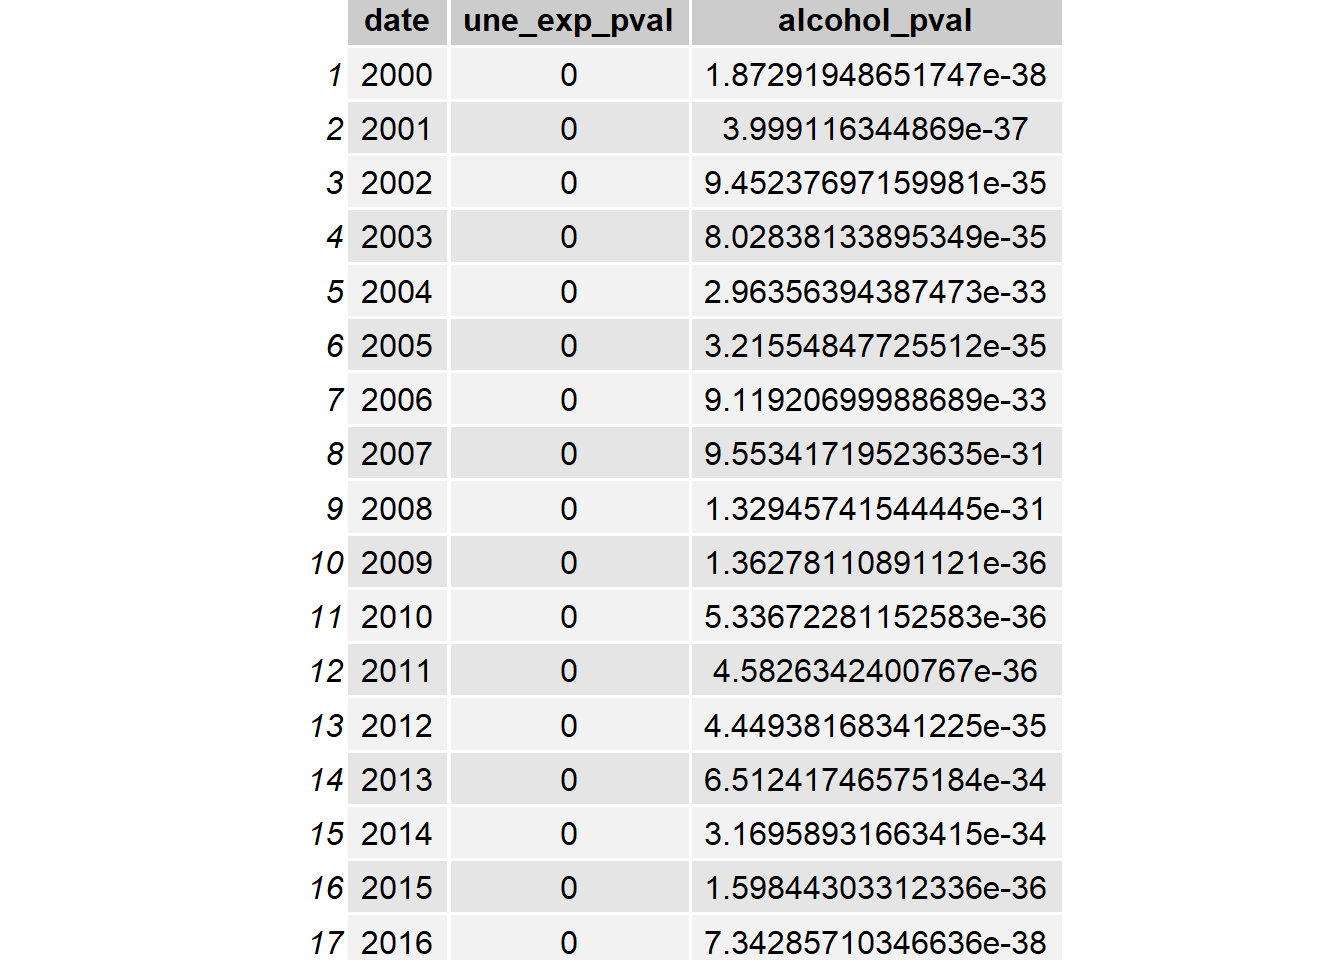 date une_exp_pval alcohol_pval
1 2000 0 1.87291948651747e-38
2 2001 0 3.999116344869e-37
3 2002 0 9.45237697159981e-35
4 2003 0 8.02838133895349e-35
5 2004 0 2.96356394387473e-33
6 2005 0 3.21554847725512e-35
7 2006 0 9.11920699988689e-33
8 2007 0 9.55341719523635e-31
9 2008 0 1.32945741544445e-31
10 2009 0 1.36278110891121e-36
11 2010 0 5.33672281152583e-36
12 2011 0 4.5826342400767e-36
13 2012 0 4.44938168341225e-35
14 2013 0 6.51241746575184e-34
15 2014 0 3.16958931663415e-34
16 2015 0 1.59844303312336e-36
17 2016 0 7.34285710346636e-38